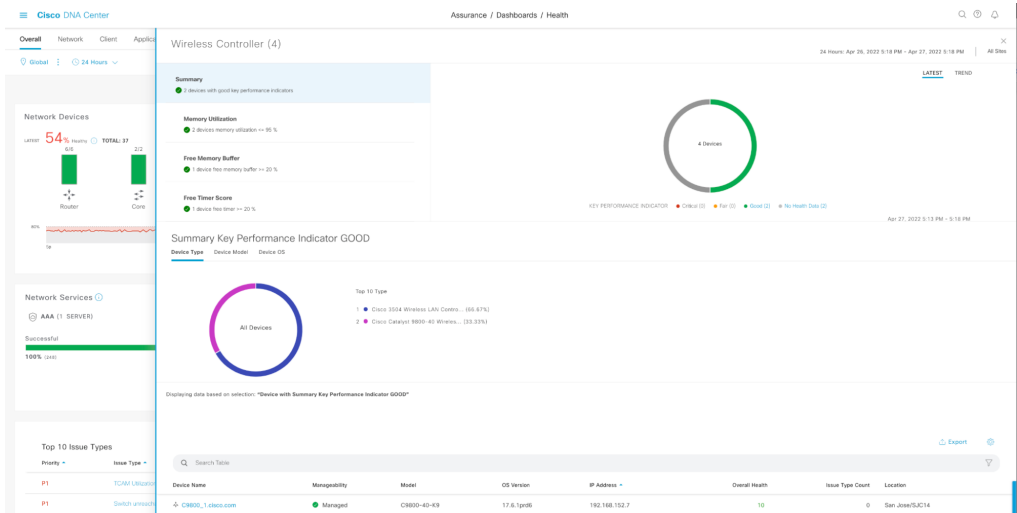 Cisco DNA Center
Assurance / Dashboards / Health
Overall Network Client Applica
Global 24 Hours
Wireless Controller (4)
24 Hours: Apr 26, 2022 5:18 PM - Apr 27, 2022 5:18 PM All Sites
LATEST TREND
Summary
2 devices with good key performance indicators
Memory Utilization
2 devices memory utilization <= 95 %
Free Memory Buffer
1 device free memory buffer >= 20 %
Free Timer Score
1 device free timer >= 20 %
4 Devices
KEY PERFORMANCE INDICATOR Critical (0) Fair (0) Good (2) No Health Data (2)
Apr 27, 2022 5:13 PM - 5:18 PM
Network Devices
LATEST 54% Healthy TOTAL: 37
6/6 2/2
Router Core
80%
5p
Summary Key Performance Indicator GOOD
Device Type Device Model Device OS
All Devices
Top 10 Type
1 Cisco 3504 Wireless LAN Contro... (66.67%)
2 Cisco Catalyst 9800-40 Wireles... (33.33%)
Network Services
AAA (1 SERVER)
Successful
100% (249)
Displaying data based on selection: "Device with Summary Key Performance Indicator GOOD"
Export
Search Table
Device Name Manageability Model OS Version IP Address Overall Health Issue Type Count Location
C9800_1.cisco.com Managed C9800-40-K9 17.6.1prd6 192.168.152.7 10 0 San Jose/SJC14
Top 10 Issue Types
Priority Issue Type
P1 TCAM Utilization
P1 Switch unreach